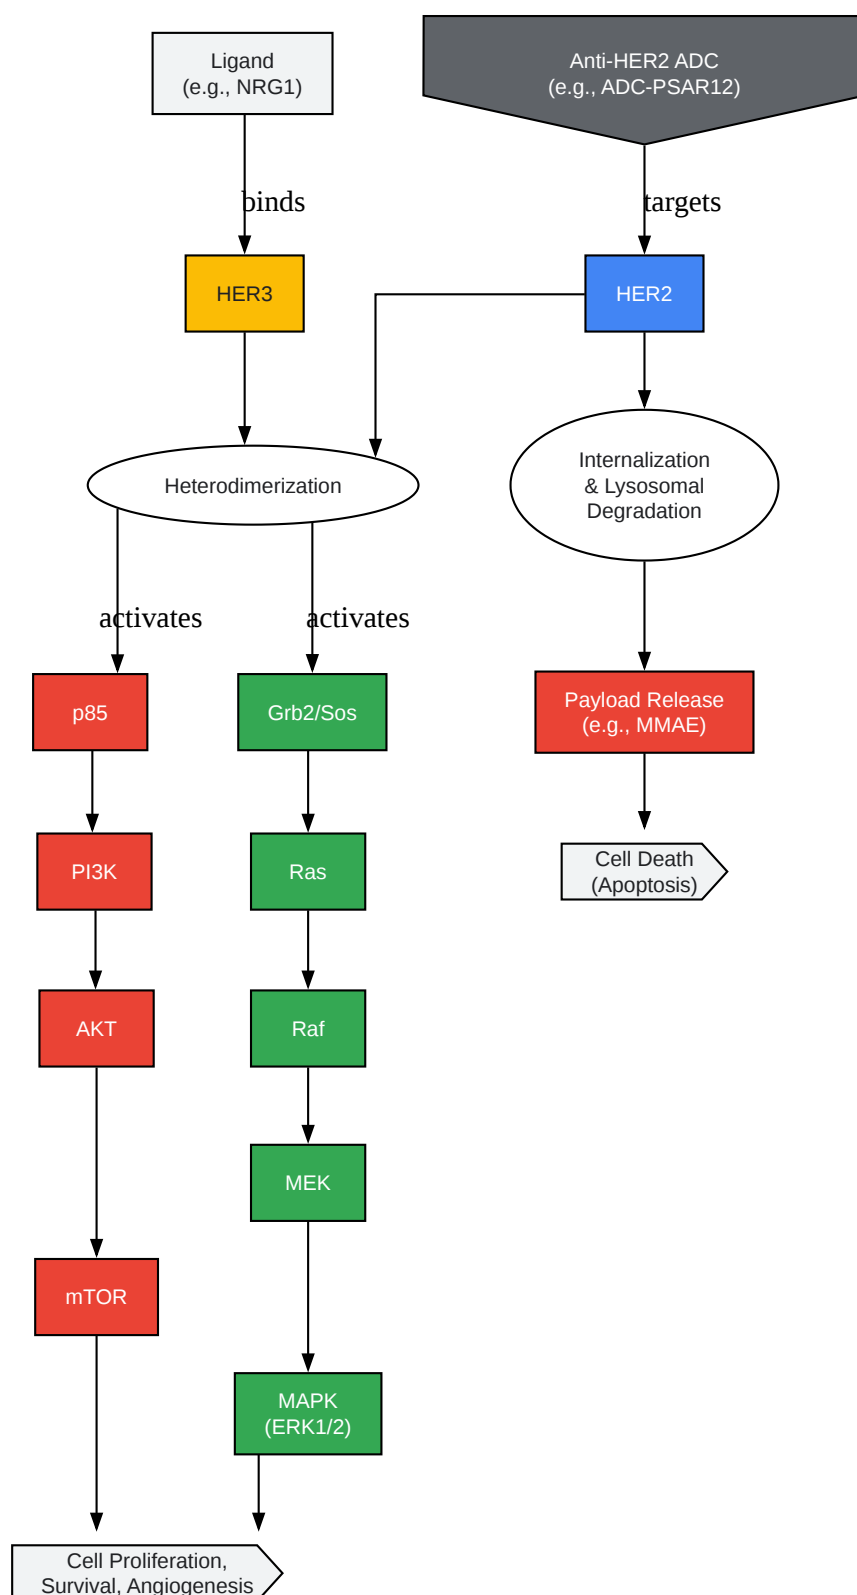 Ligand
(e.g., NRG1)
Anti-HER2 ADC
(e.g., ADC-PSAR12)
binds
targets
HER3
HER2
Heterodimerization
Internalization
& Lysosomal
Degradation
activates
activates
p85
Grb2/Sos
Payload Release
(e.g., MMAE)
PI3K
Ras
Cell Death
(Apoptosis)
AKT
Raf
MEK
mTOR
MAPK
(ERK1/2)
Cell Proliferation,
Survival, Angiogenesis